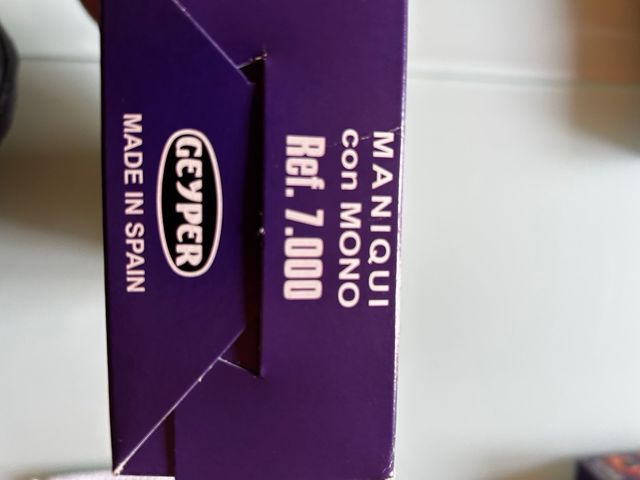 MANIQUI
con MONO
Ref. 7.000
GEYPER
MADE IN SPAIN